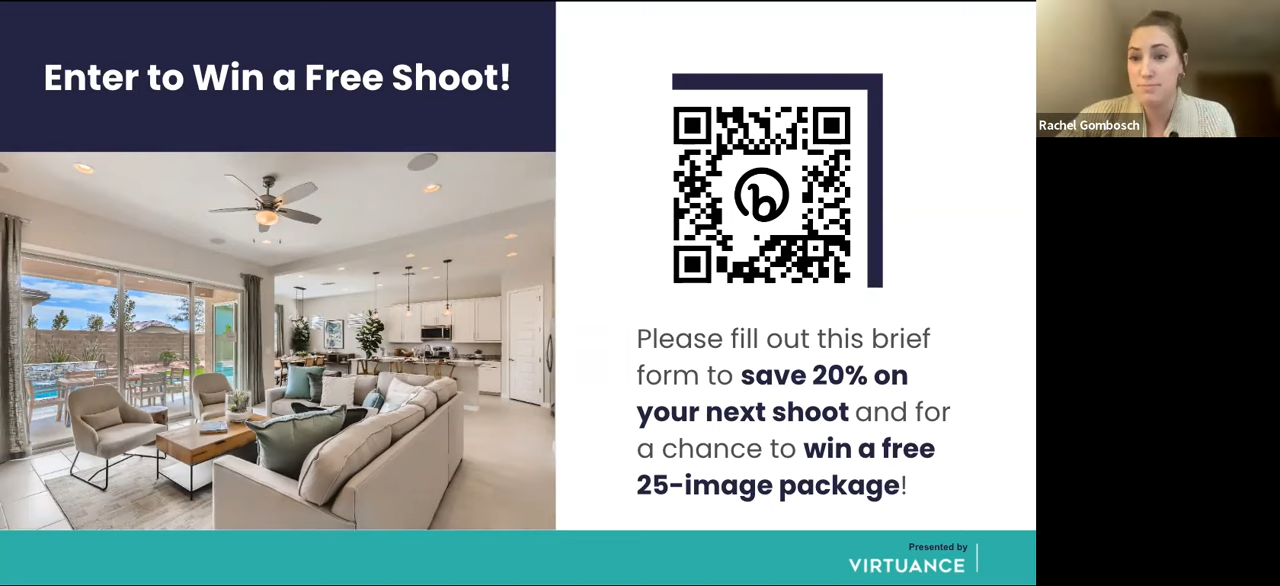 Enter to Win a Free Shoot!
Rachel Gombosch
Please fill out this brief
form to save 20% on
your next shoot and for
a chance to win a free
25-image package!
Presented by
VIRTUANCE